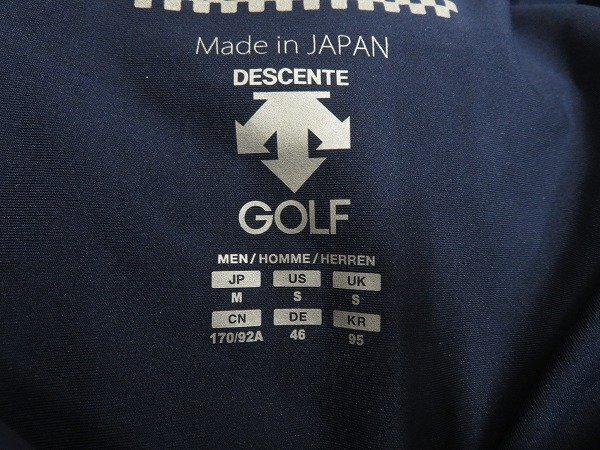 Made in JAPAN
DESCENTE
GOLF
MEN/HOMME/HERREN
JP US UK
M S S
CN DE KR
170/92A 46 95